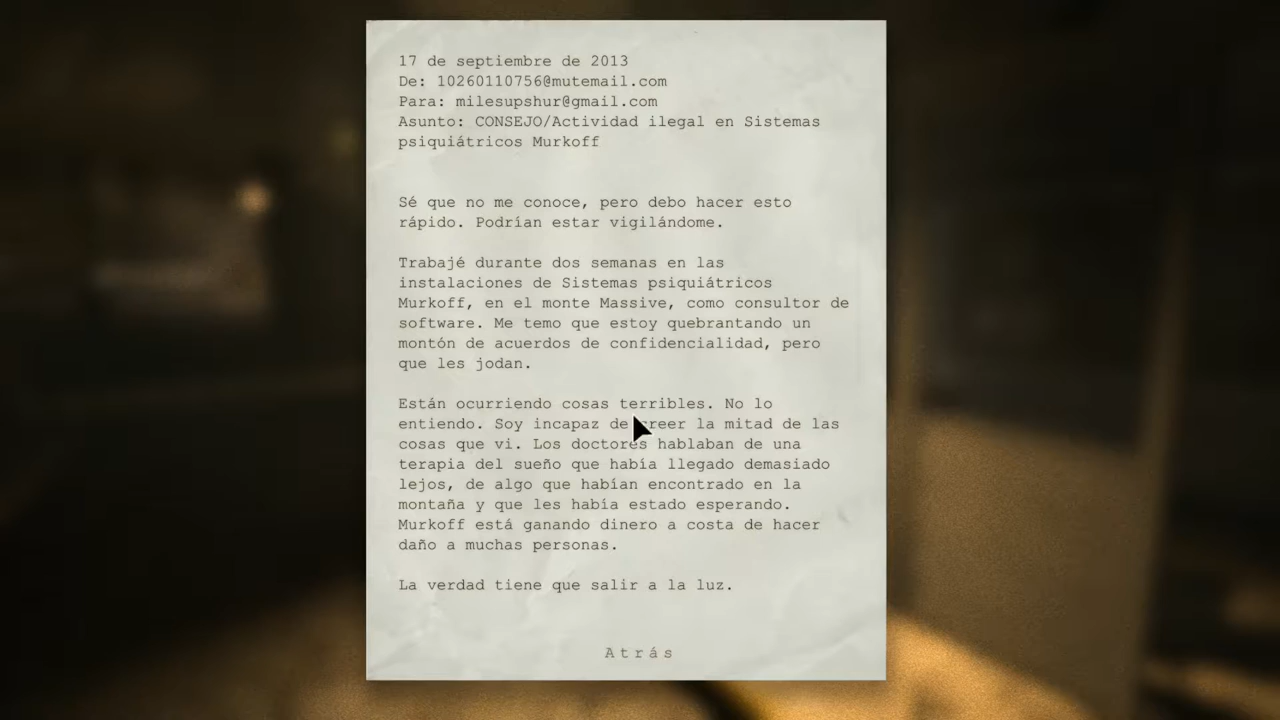 17 de septiembre de 2013
De: 10260110756@mutemail.com
Para: milesupshur@gmail.com
Asunto: CONSEJO/Actividad ilegal en Sistemas
psiquiátricos Murkoff
Sé que no me conoce, pero debo hacer esto
rápido. Podrían estar vigilándome.
Trabajé durante dos semanas en las
instalaciones de Sistemas psiquiátricos
Murkoff, en el monte Massive, como consultor de
software. Me temo que estoy quebrantando un
montón de acuerdos de confidencialidad, pero
que les jodan.
Están ocurriendo cosas terribles. No lo
entiendo. Soy incapaz de creer la mitad de las
cosas que vi. Los doctores hablaban de una
terapia del sueño que había llegado demasiado
lejos, de algo que habían encontrado en la
montaña y que les había estado esperando.
Murkoff está ganando dinero a costa de hacer
daño a muchas personas.
La verdad tiene que salir a la luz.
Atrás